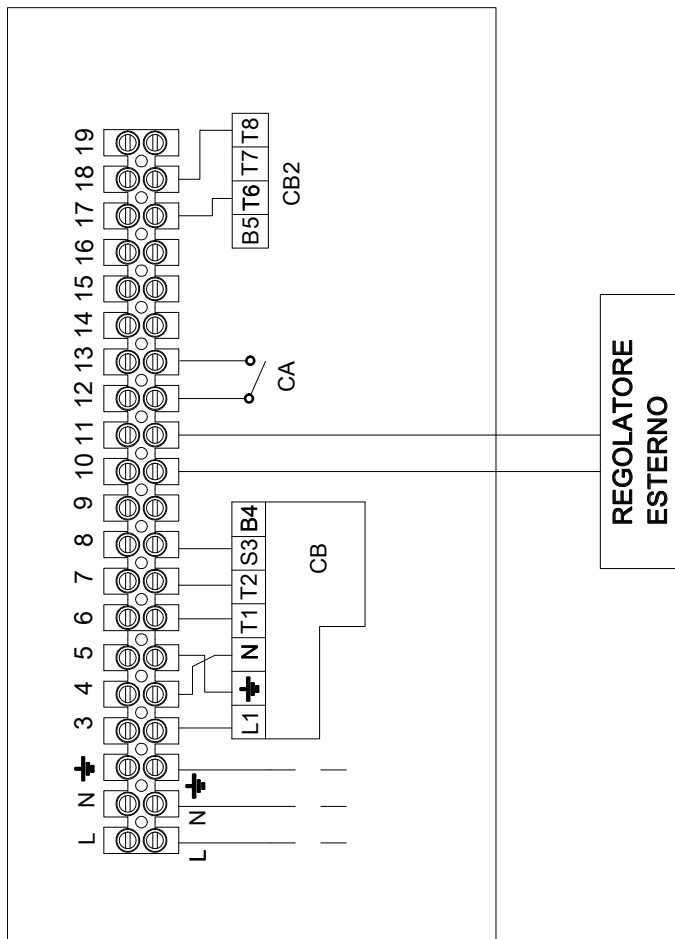 L N ⏚ 3 4 5 6 7 8 9 10 11 12 13 14 15 16 17 18 19
L N ⏚
L1 ⏚ N T1 T2 S3 B4
B5 T6 T7 T8
CA
CB2
CB
REGOLATORE
ESTERNO